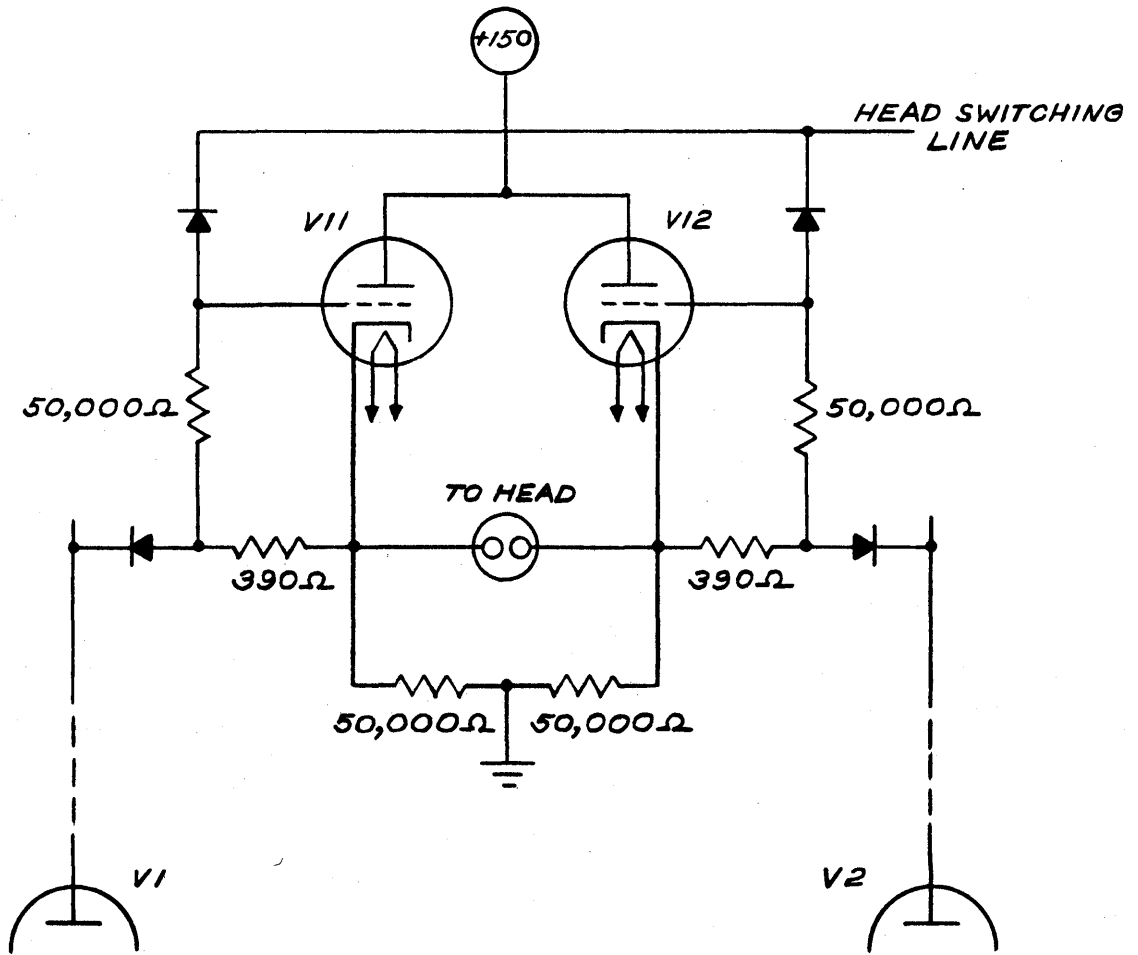 +150
HEAD SWITCHING
LINE
V11
V12
50,000Ω
50,000Ω
TO HEAD
390Ω
390Ω
50,000Ω
50,000Ω
V1
V2